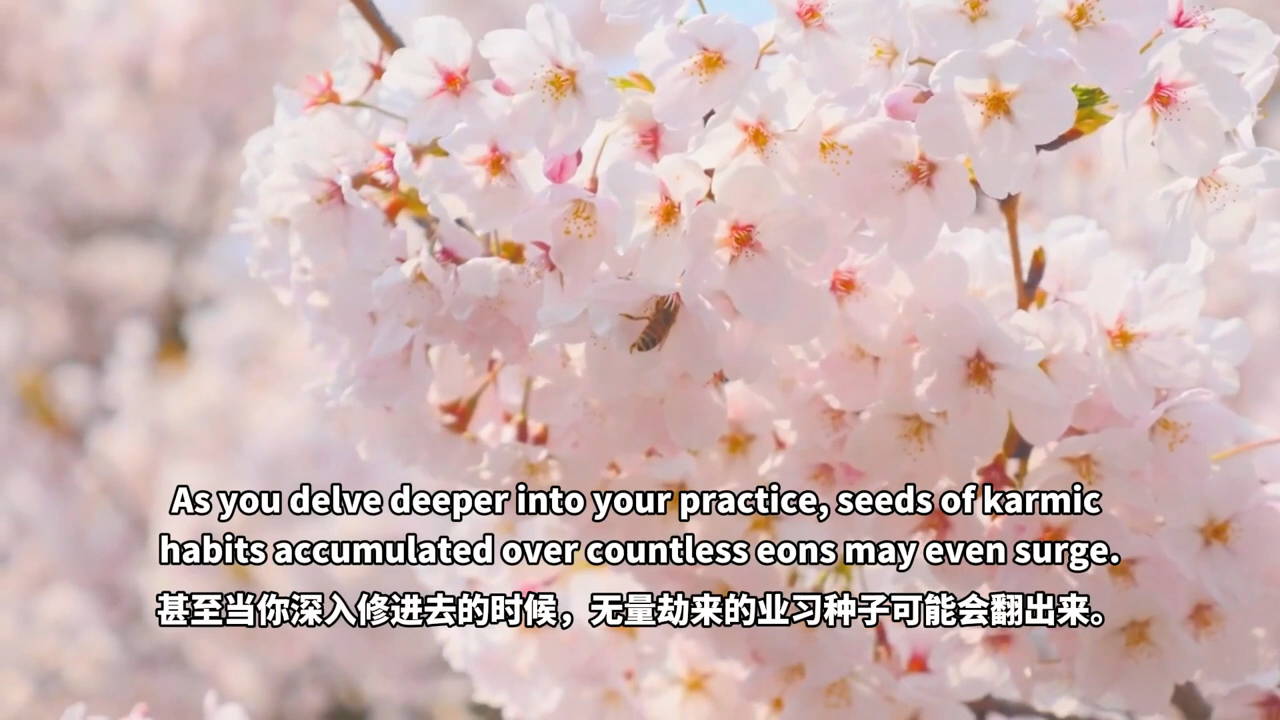 As you delve deeper into your practice, seeds of karmic
habits accumulated over countless eons may even surge.
甚至当你深入修进去的时候，无量劫来的业习种子可能会翻出来。